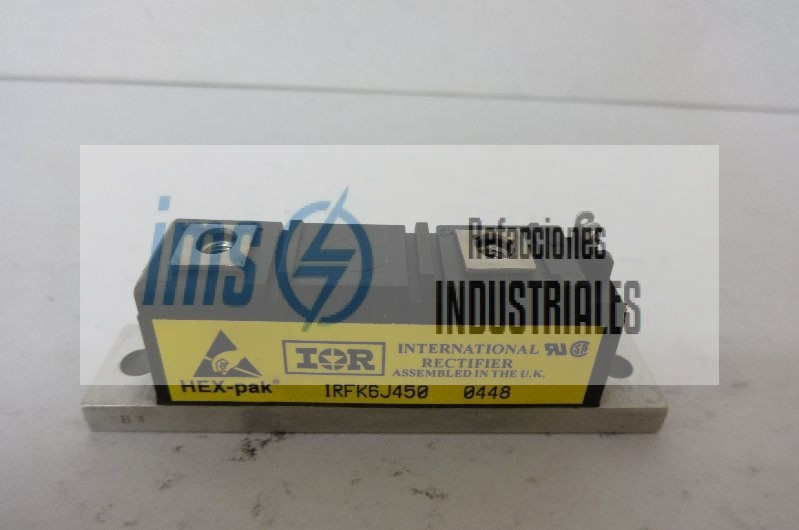 ims
Refacciones
INDUSTRIALES
IOR
INTERNATIONAL
RECTIFIER
ASSEMBLED IN THE U.K.
HEX-pak®
IRFK6J450 0448
B4